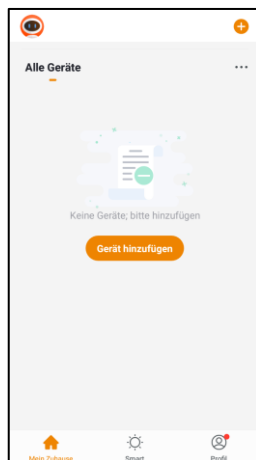 Alle Geräte
Keine Geräte; bitte hinzufügen
Gerät hinzufügen
Mein Zuhause
Smart
Profil